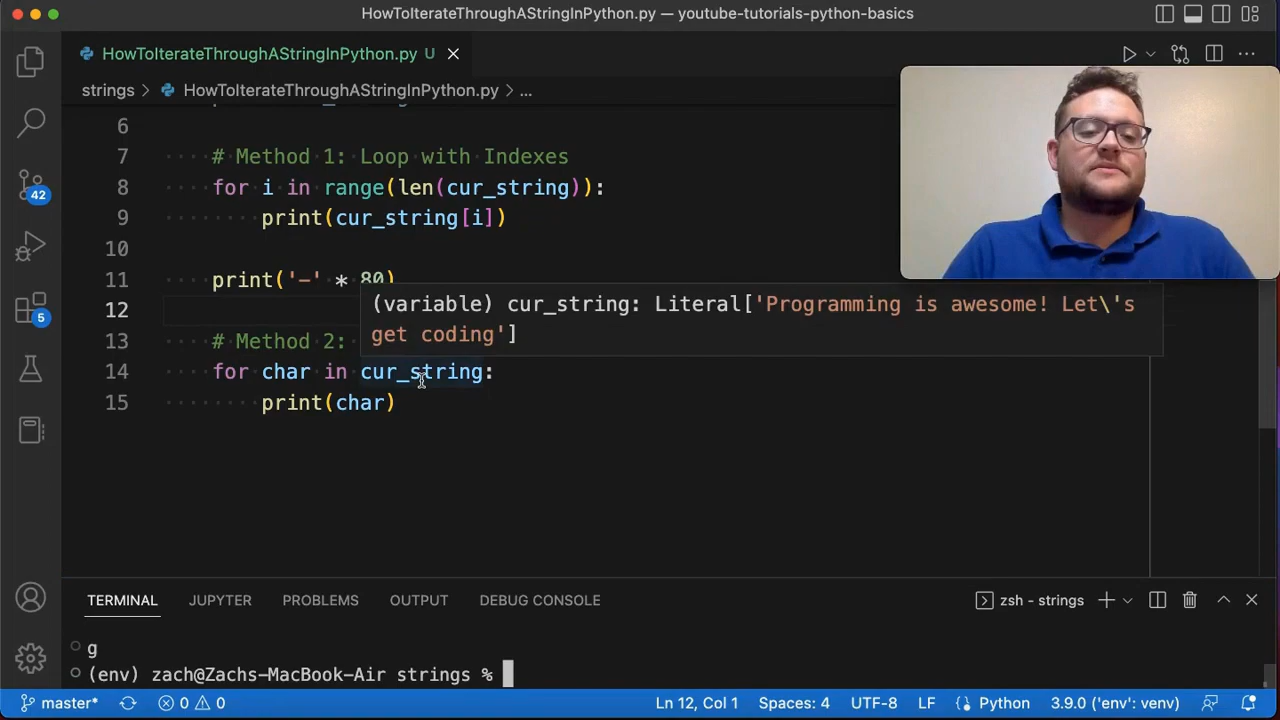 HowToIterateThroughAStringInPython.py — youtube-tutorials-python-basics
HowToIterateThroughAStringInPython.py U
strings > HowToIterateThroughAStringInPython.py > ...
6
7 # Method 1: Loop with Indexes
8 for i in range(len(cur_string)):
9 print(cur_string[i])
10
11 print('-' * 80)
12
(variable) cur_string: Literal['Programming is awesome! Let\'s
get coding']
13 # Method 2:
14 for char in cur_string:
15 print(char)
42
5
TERMINAL JUPYTER PROBLEMS OUTPUT DEBUG CONSOLE zsh - strings
g
(env) zach@Zachs-MacBook-Air strings %
master* 0 0 Ln 12, Col 1 Spaces: 4 UTF-8 LF Python 3.9.0 ('env': venv)